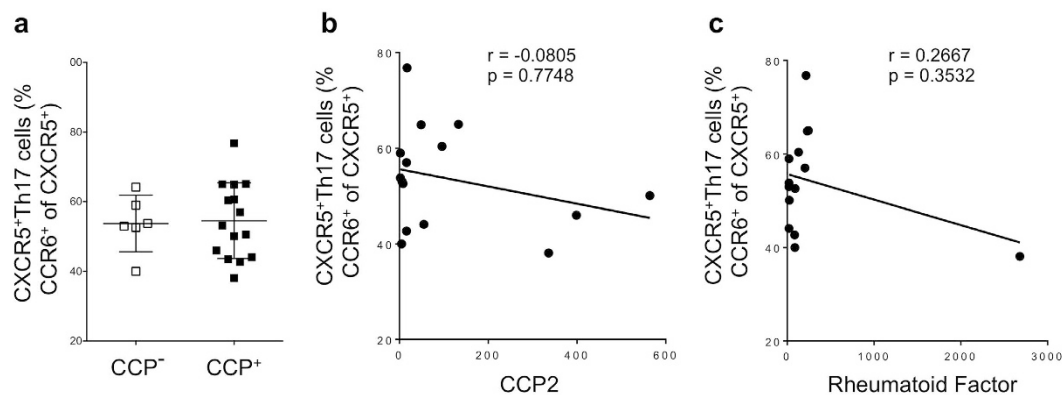 a
CXCR5⁺Th17 cells (%
CCR6⁺ of CXCR5⁺)
00
80
60
40
20
CCP⁻
CCP⁺
b
r = -0.0805
p = 0.7748
CXCR5⁺Th17 cells (%
CCR6⁺ of CXCR5⁺)
80
60
40
20
0
200
400
600
CCP2
c
r = 0.2667
p = 0.3532
CXCR5⁺Th17 cells (%
CCR6⁺ of CXCR5⁺)
80
60
40
20
0
1000
2000
3000
Rheumatoid Factor